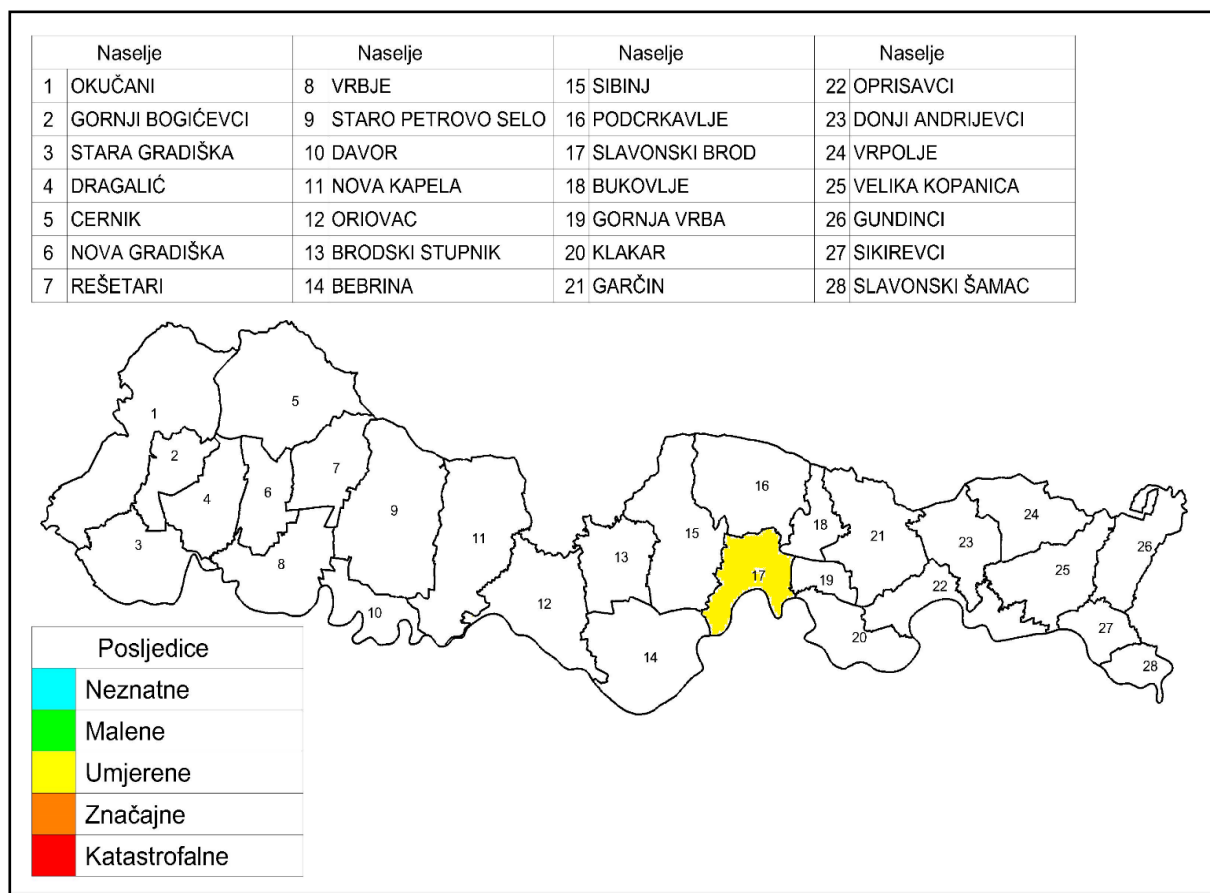 Naselje Naselje Naselje Naselje
1 OKUČANI 8 VRBJE 15 SIBINJ 22 OPRISAVCI
2 GORNJI BOGIĆEVCI 9 STARO PETROVO SELO 16 PODCRKAVLJE 23 DONJI ANDRIJEVCI
3 STARA GRADIŠKA 10 DAVOR 17 SLAVONSKI BROD 24 VRPOLJE
4 DRAGALIĆ 11 NOVA KAPELA 18 BUKOVLJE 25 VELIKA KOPANICA
5 CERNIK 12 ORIOVAC 19 GORNJA VRBA 26 GUNDINCI
6 NOVA GRADIŠKA 13 BRODSKI STUPNIK 20 KLAKAR 27 SIKIREVCI
7 REŠETARI 14 BEBRINA 21 GARČIN 28 SLAVONSKI ŠAMAC
1
5
2
7
4
6
3
8
9
11
10
12
13
15
14
16
17
18
19
20
21
22
23
24
25
26
27
28
Posljedice
Neznatne
Malene
Umjerene
Značajne
Katastrofalne